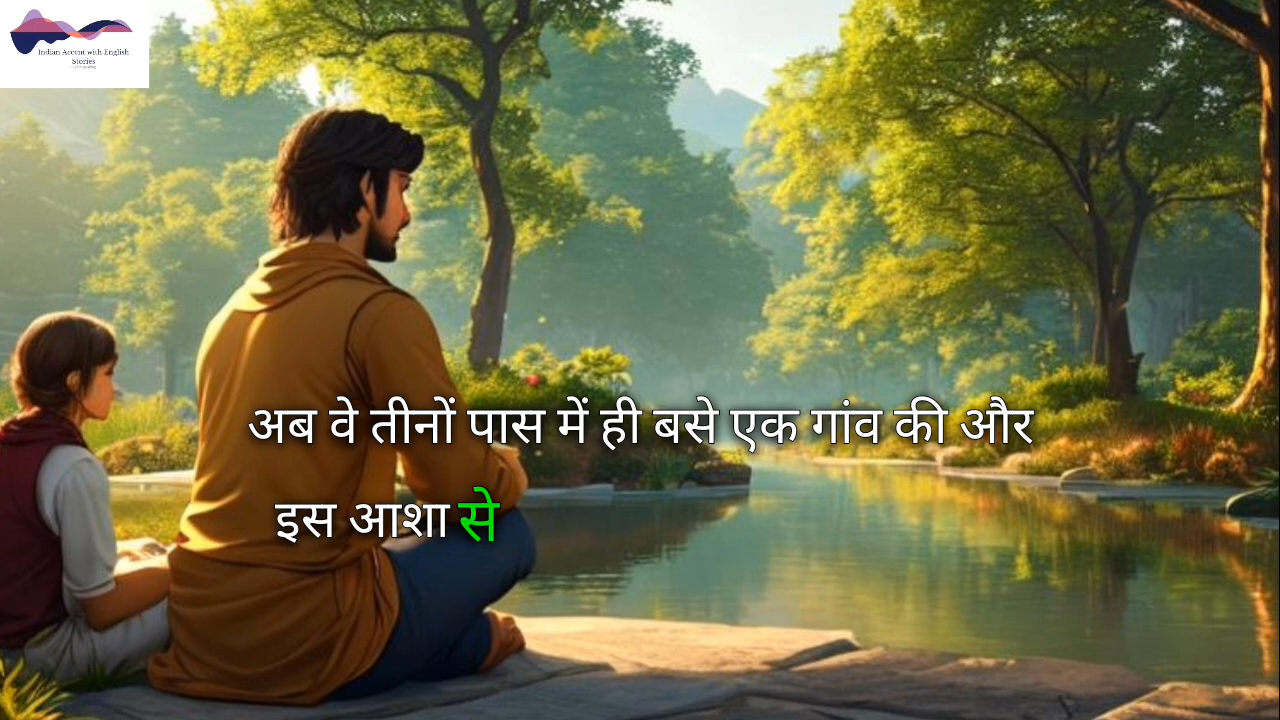 Indian Accent with English
Stories
अब वे तीनों पास में ही बसे एक गांव की और
इस आशा से